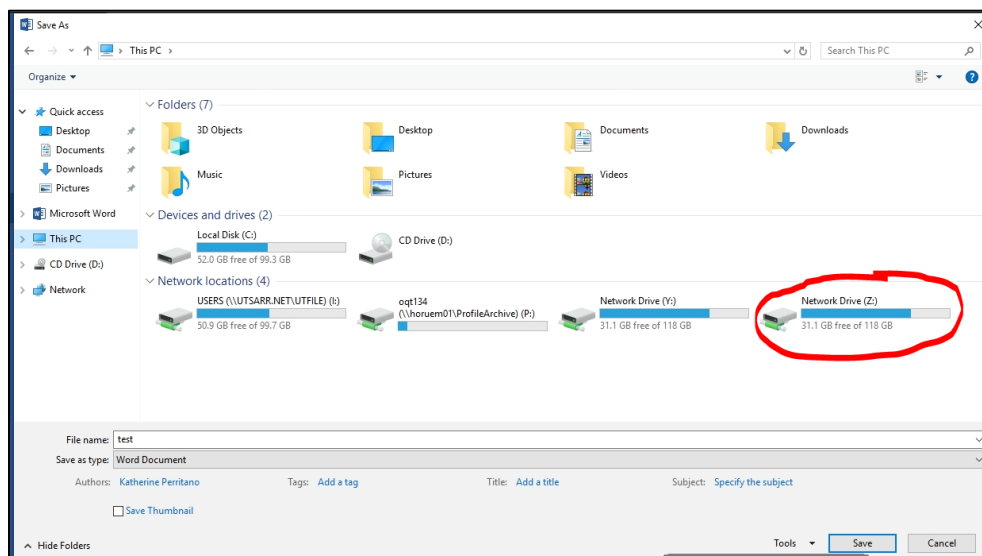 Save As
This PC
Search This PC
Organize
Quick access
Desktop
Documents
Downloads
Pictures
Microsoft Word
This PC
CD Drive (D:)
Network
Folders (7)
3D Objects
Desktop
Documents
Downloads
Music
Pictures
Videos
Devices and drives (2)
Local Disk (C:)
52.0 GB free of 99.3 GB
CD Drive (D:)
Network locations (4)
USERS (\\UTSARR.NET\UTFILE) (I:)
50.9 GB free of 99.7 GB
oqt134
(\\horuem01\ProfileArchive) (P:)
Network Drive (Y:)
31.1 GB free of 118 GB
Network Drive (Z:)
31.1 GB free of 118 GB
File name: test
Save as type: Word Document
Authors: Katherine Perritano Tags: Add a tag Title: Add a title Subject: Specify the subject
Save Thumbnail
Hide Folders Tools Save Cancel